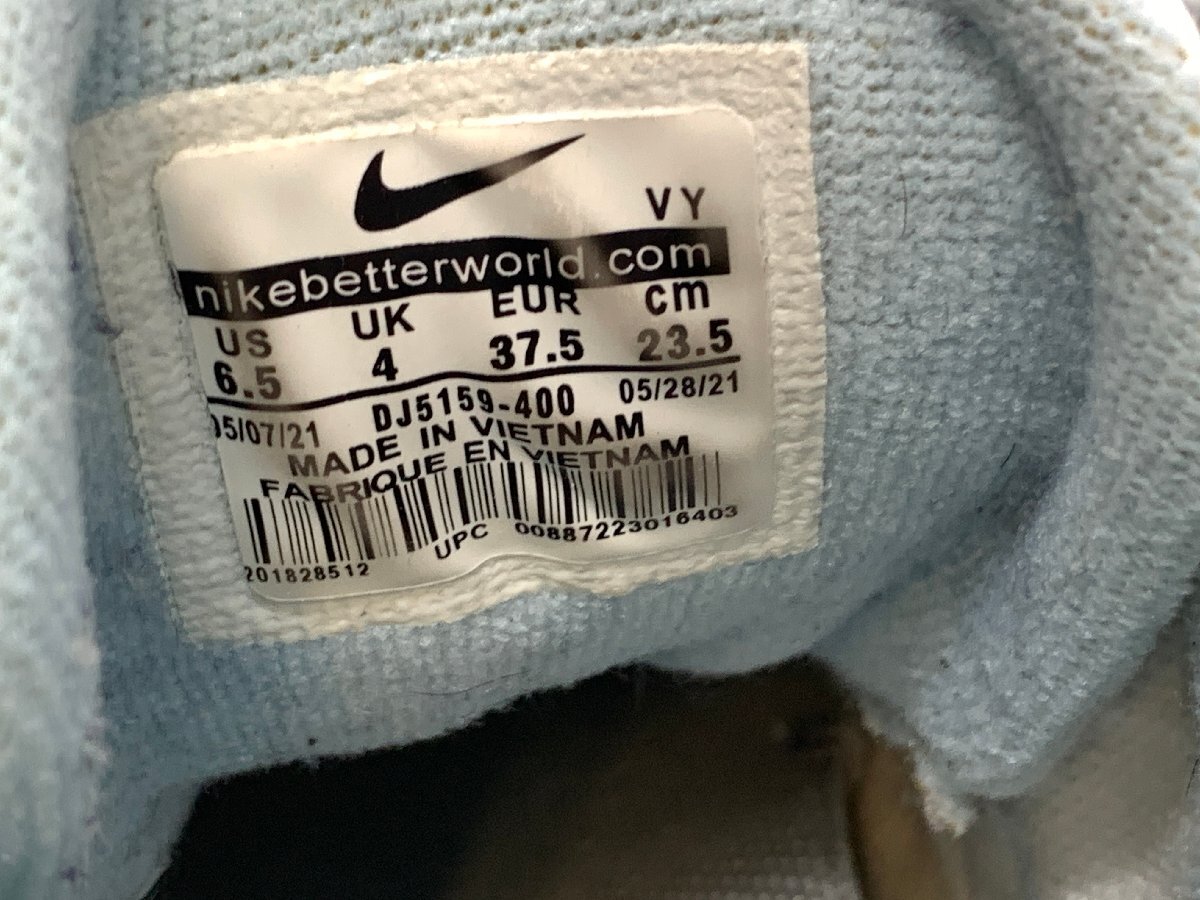 VY
nikebetterworld.com
US UK EUR cm
6.5 4 37.5 23.5
05/07/21 DJ5159-400 05/28/21
MADE IN VIETNAM
FABRIQUE EN VIETNAM
201828512 UPC 00887223016403